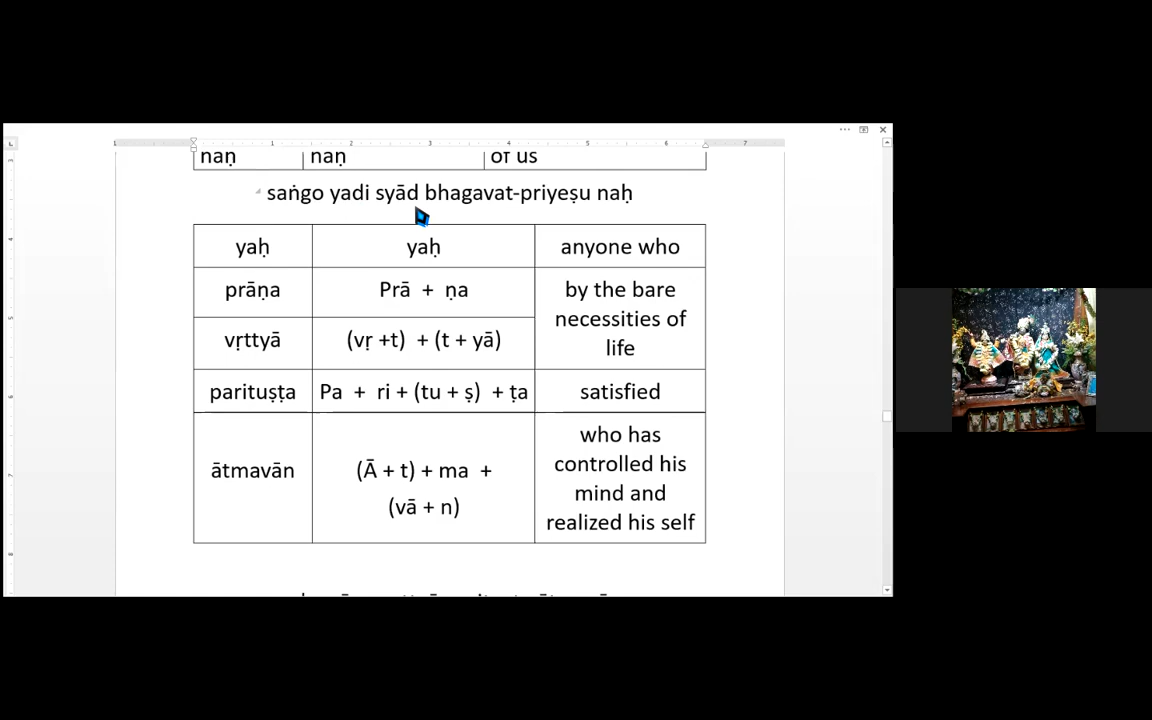 naḥ naḥ of us
saṅgo yadi syād bhagavat-priyeṣu naḥ
yaḥ yaḥ anyone who
prāṇa Prā + ṇa by the bare
necessities of
life
vṛttyā (vṛ +t) + (t + yā)
parituṣṭa Pa + ri + (tu + ṣ) + ṭa satisfied
ātmavān (Ā + t) + ma +
(vā + n)
who has
controlled his
mind and
realized his self